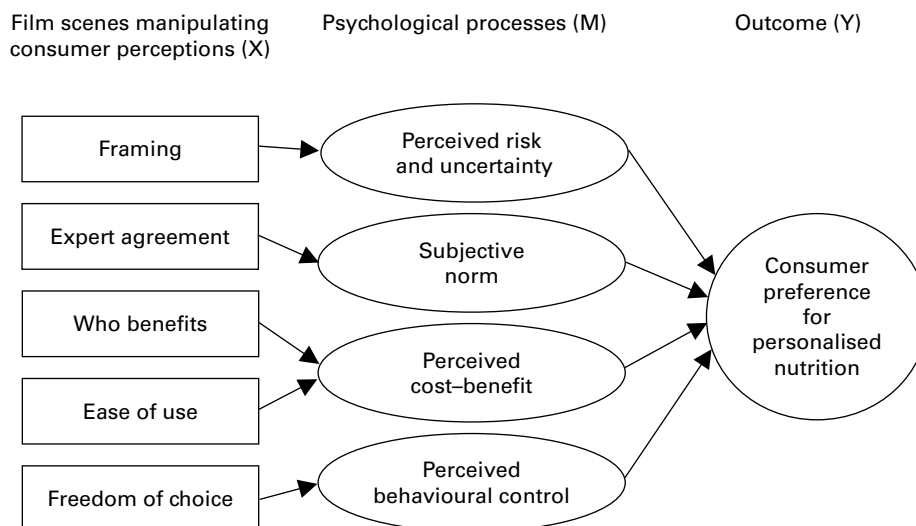 Film scenes manipulating
consumer perceptions (X)
Psychological processes (M)
Outcome (Y)
Framing
Expert agreement
Who benefits
Ease of use
Freedom of choice
Perceived risk
and uncertainty
Subjective
norm
Perceived
cost–benefit
Perceived
behavioural control
Consumer
preference
for
personalised
nutrition